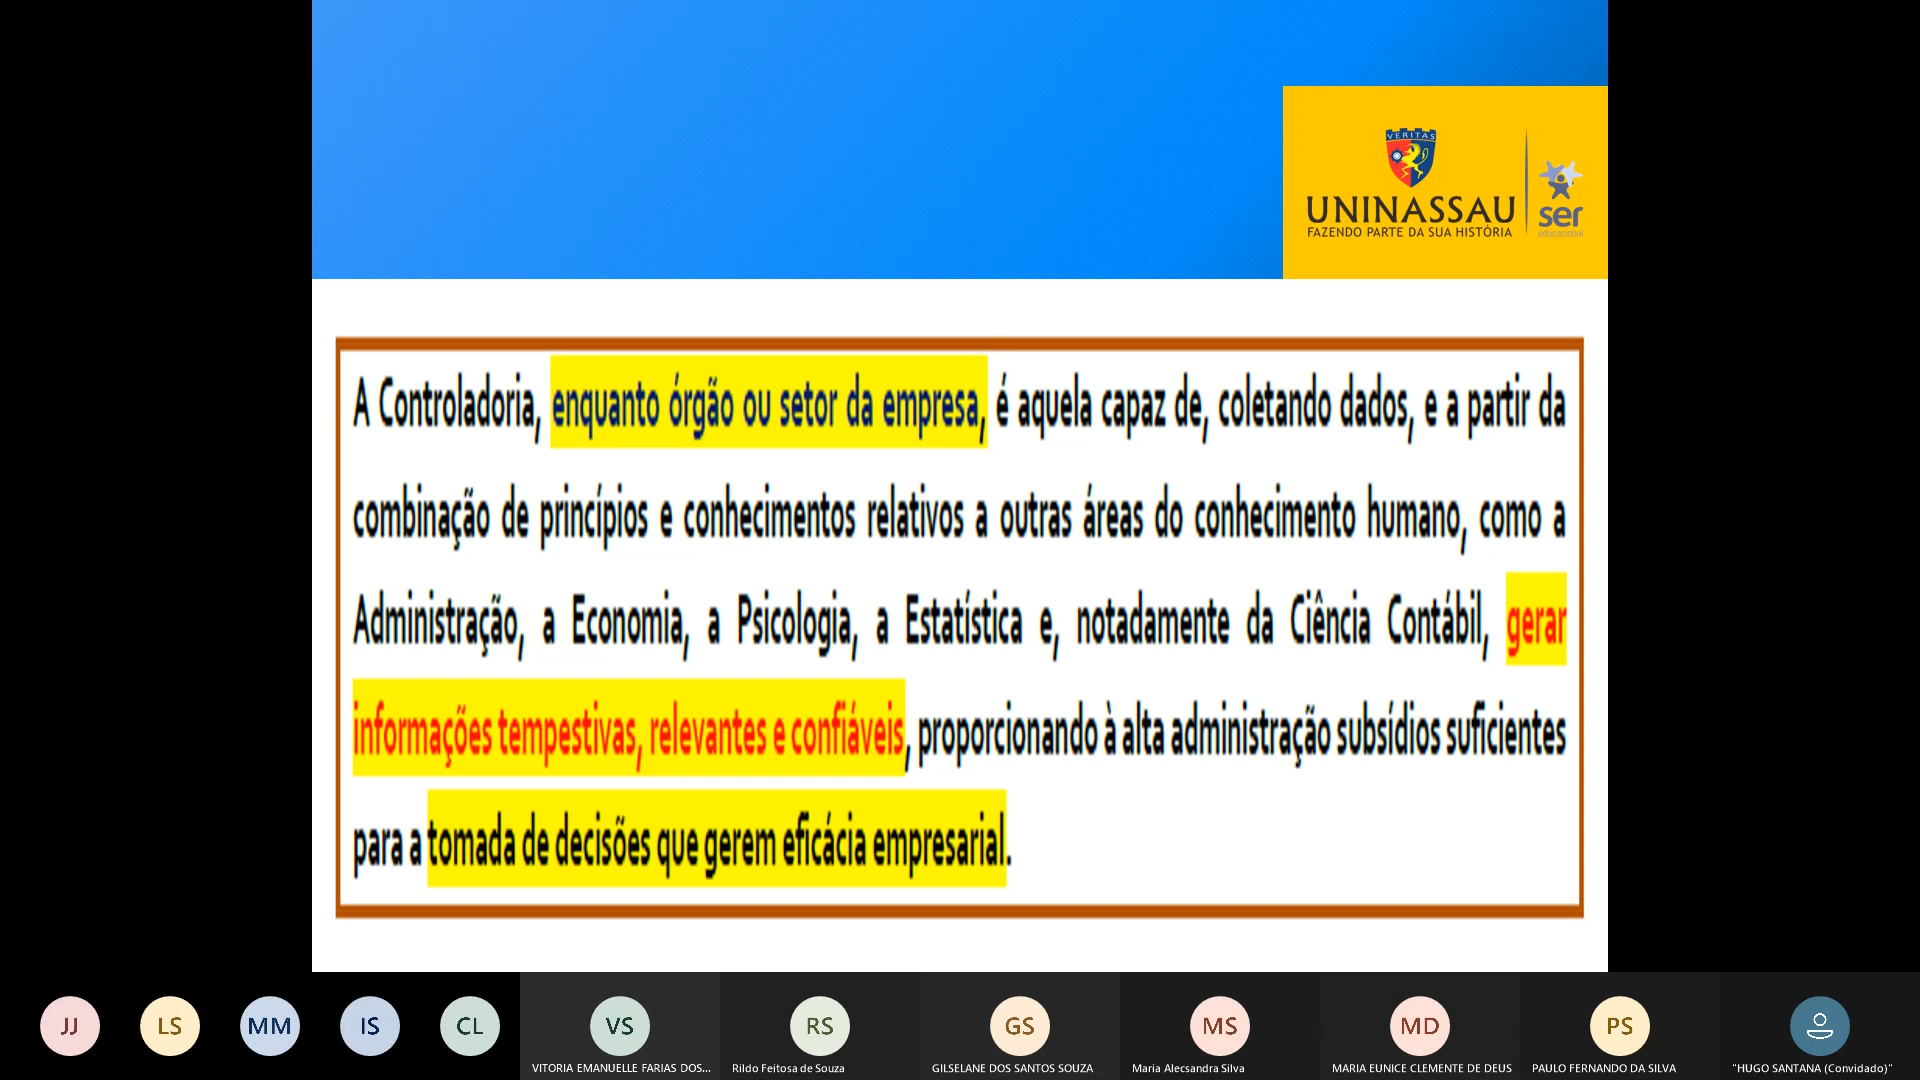 VERITAS
UNINASSAU
FAZENDO PARTE DA SUA HISTÓRIA
ser
educacional
A Controladoria, enquanto órgão ou setor da empresa, é aquela capaz de, coletando dados, e a partir da
combinação de princípios e conhecimentos relativos a outras áreas do conhecimento humano, como a
Administração, a Economia, a Psicologia, a Estatística e, notadamente da Ciência Contábil, gerar
informações tempestivas, relevantes e confiáveis, proporcionando à alta administração subsídios suficientes
para a tomada de decisões que gerem eficácia empresarial.
JJ
LS
MM
IS
CL
VS
RS
GS
MS
MD
PS
VITORIA EMANUELLE FARIAS DOS...
Rildo Feitosa de Souza
GILSELANE DOS SANTOS SOUZA
Maria Alecsandra Silva
MARIA EUNICE CLEMENTE DE DEUS
PAULO FERNANDO DA SILVA
"HUGO SANTANA (Convidado)"